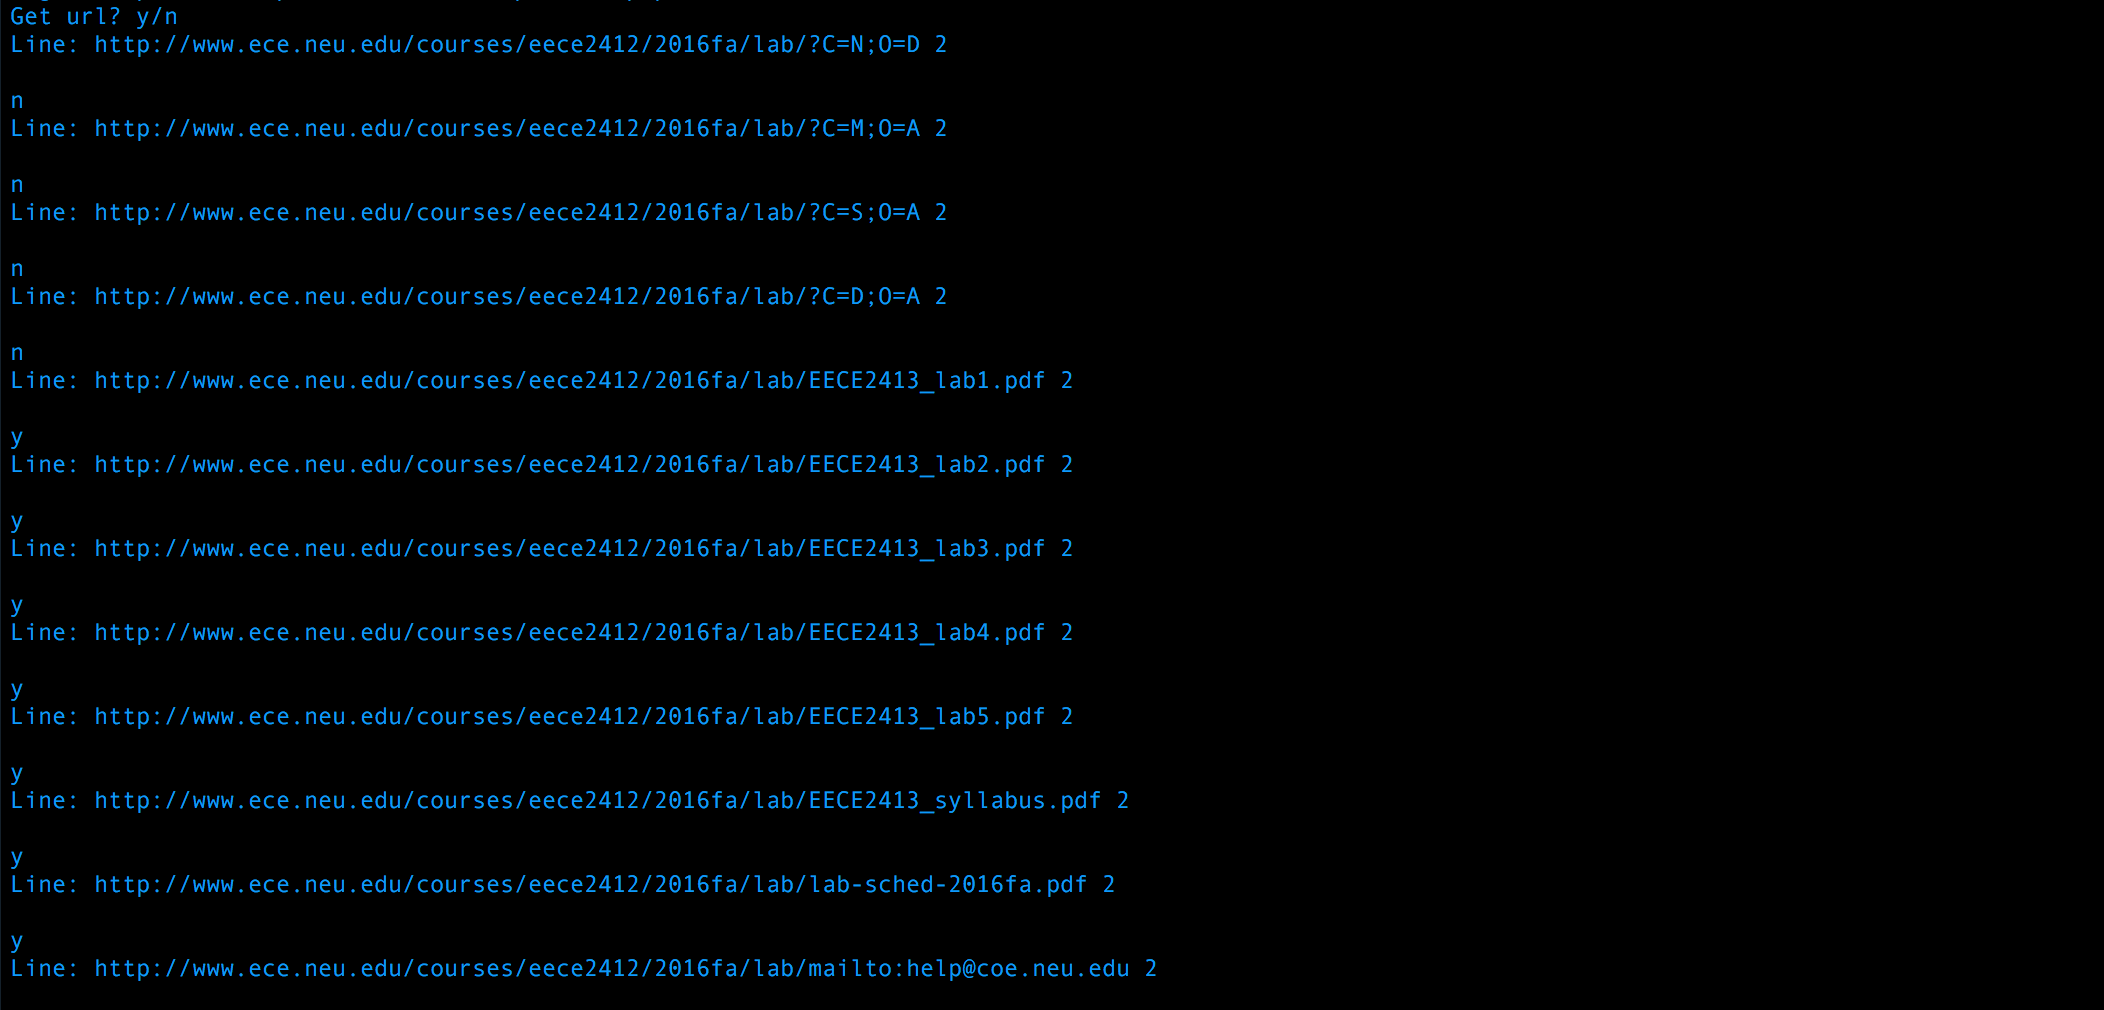 Get url? y/n
Line: http://www.ece.neu.edu/courses/eece2412/2016fa/lab/?C=N;O=D 2
n
Line: http://www.ece.neu.edu/courses/eece2412/2016fa/lab/?C=M;O=A 2
n
Line: http://www.ece.neu.edu/courses/eece2412/2016fa/lab/?C=S;O=A 2
n
Line: http://www.ece.neu.edu/courses/eece2412/2016fa/lab/?C=D;O=A 2
n
Line: http://www.ece.neu.edu/courses/eece2412/2016fa/lab/EECE2413_lab1.pdf 2
y
Line: http://www.ece.neu.edu/courses/eece2412/2016fa/lab/EECE2413_lab2.pdf 2
y
Line: http://www.ece.neu.edu/courses/eece2412/2016fa/lab/EECE2413_lab3.pdf 2
y
Line: http://www.ece.neu.edu/courses/eece2412/2016fa/lab/EECE2413_lab4.pdf 2
y
Line: http://www.ece.neu.edu/courses/eece2412/2016fa/lab/EECE2413_lab5.pdf 2
y
Line: http://www.ece.neu.edu/courses/eece2412/2016fa/lab/EECE2413_syllabus.pdf 2
y
Line: http://www.ece.neu.edu/courses/eece2412/2016fa/lab/lab-sched-2016fa.pdf 2
y
Line: http://www.ece.neu.edu/courses/eece2412/2016fa/lab/mailto:help@coe.neu.edu 2